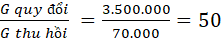 G quy đổi / G thu hồi = 3.500.000 / 70.000 = 50